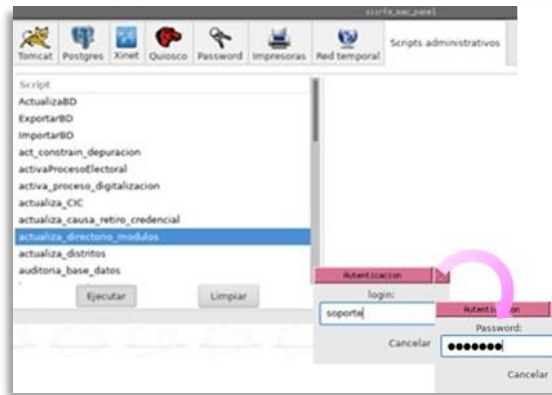 siirfe_mac_panel
Tomcat Postgres Xinet Quiosco Password Impresoras Red temporal Scripts administrativos
Script
ActualizaBD
ExportarBD
ImportarBD
act_constrain_depuracion
activaProcesoElectoral
activa_proceso_digitalizacion
actualiza_CIC
actualiza_causa_retiro_credencial
actualiza_directorio_modulos
actualiza_distritos
auditoria_base_datos
Ejecutar Limpiar
Autenticacion
login:
soporte
Cancelar
Password:
●●●●●●●
Cancelar